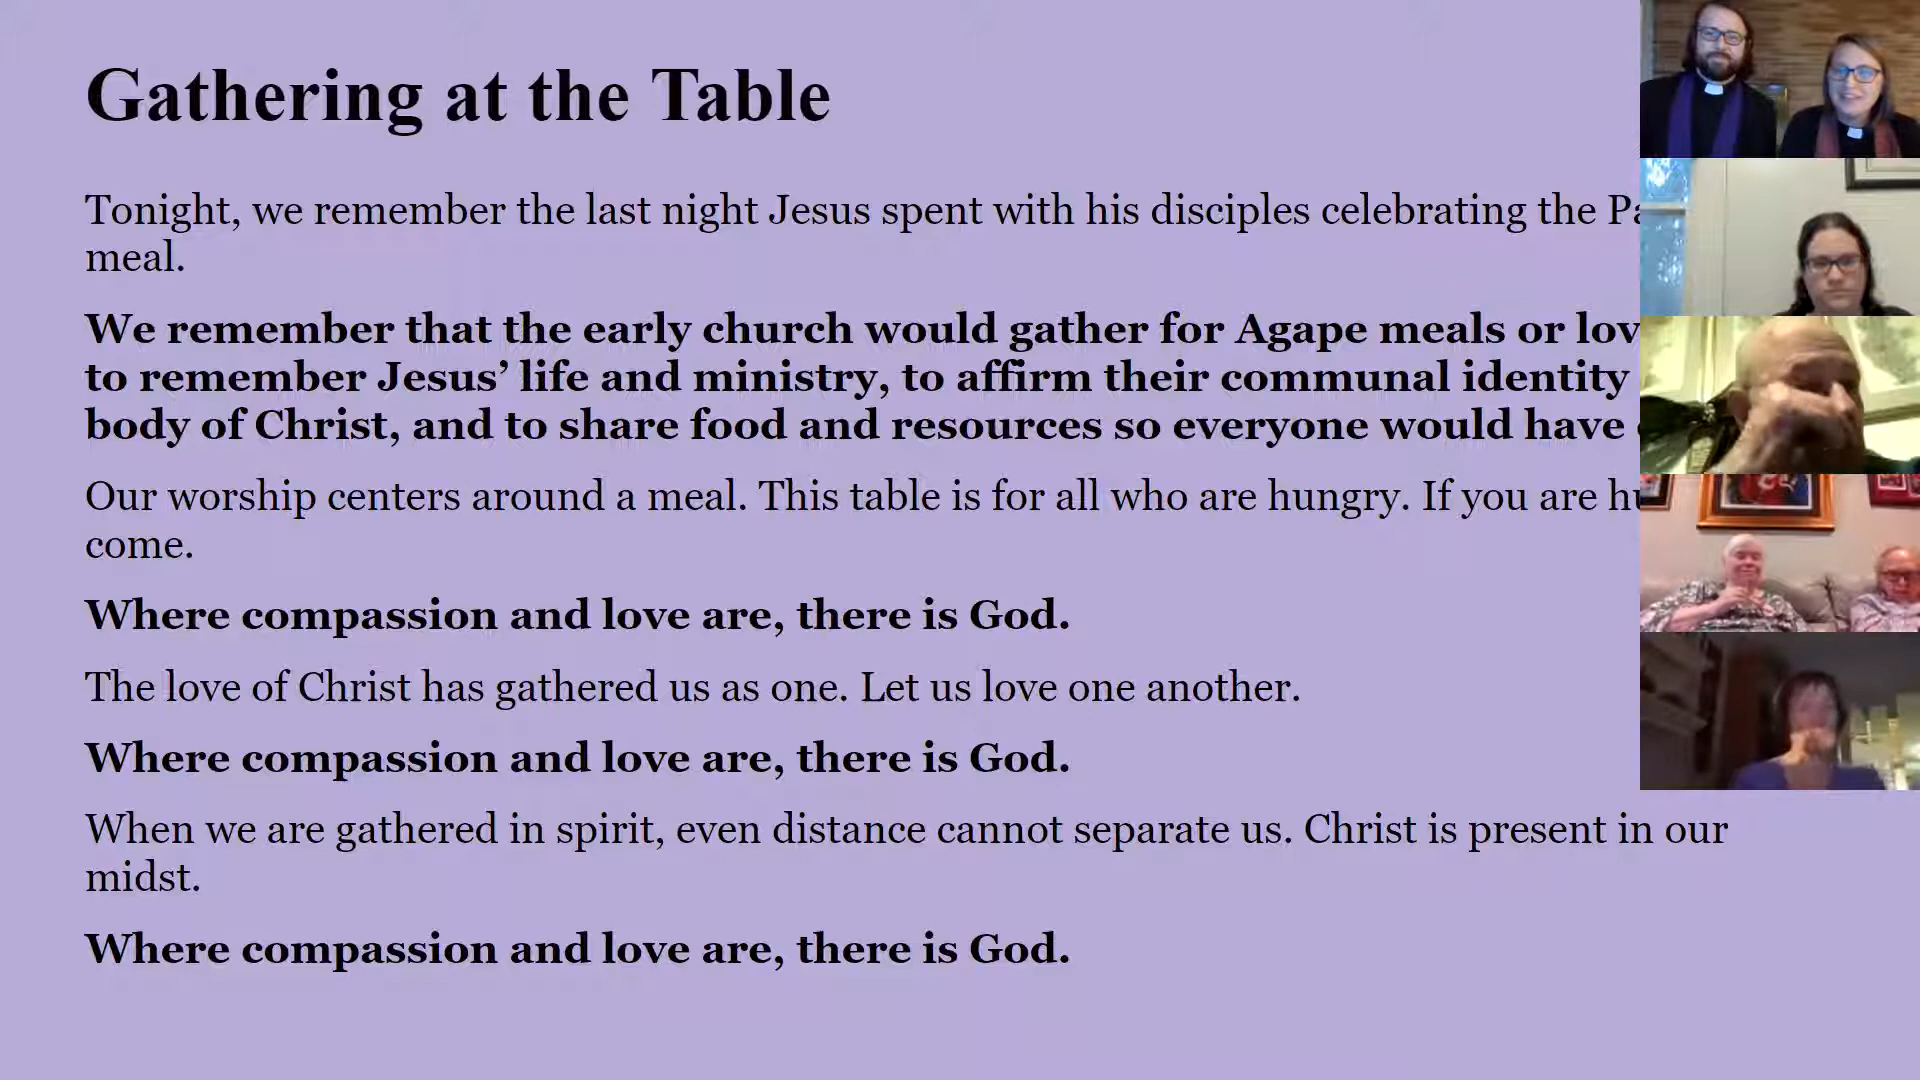 Gathering at the Table
Tonight, we remember the last night Jesus spent with his disciples celebrating the
meal.
We remember that the early church would gather for Agape meals or
to remember Jesus’ life and ministry, to affirm their communal identity
body of Christ, and to share food and resources so everyone would have
Our worship centers around a meal. This table is for all who are hungry. If you are
come.
Where compassion and love are, there is God.
The love of Christ has gathered us as one. Let us love one another.
Where compassion and love are, there is God.
When we are gathered in spirit, even distance cannot separate us. Christ is present in our
midst.
Where compassion and love are, there is God.